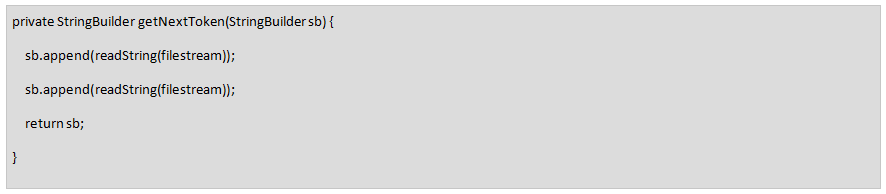 private StringBuilder getNextToken(StringBuilder sb) {
sb.append(readString(filestream));
sb.append(readString(filestream));
return sb;
}